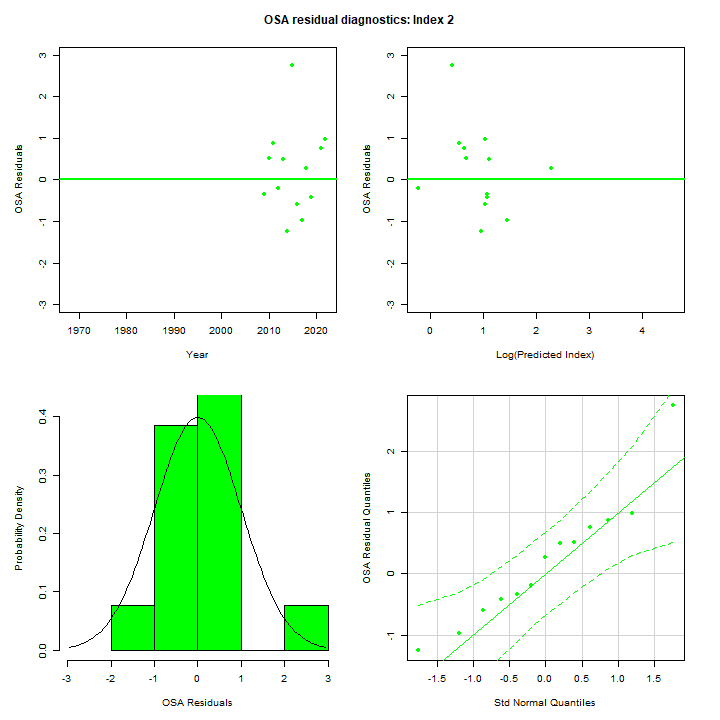 OSA residual diagnostics: Index 2
3
2
1
0
-1
-2
-3
OSA Residuals
1970 1980 1990 2000 2010 2020
Year
3
2
1
0
-1
-2
-3
OSA Residuals
0 1 2 3 4
Log(Predicted Index)
0.4
0.3
0.2
0.1
0.0
Probability Density
-3 -2 -1 0 1 2 3
OSA Residuals
2
1
0
-1
OSA Residual Quantiles
-1.5 -1.0 -0.5 0.0 0.5 1.0 1.5
Std Normal Quantiles